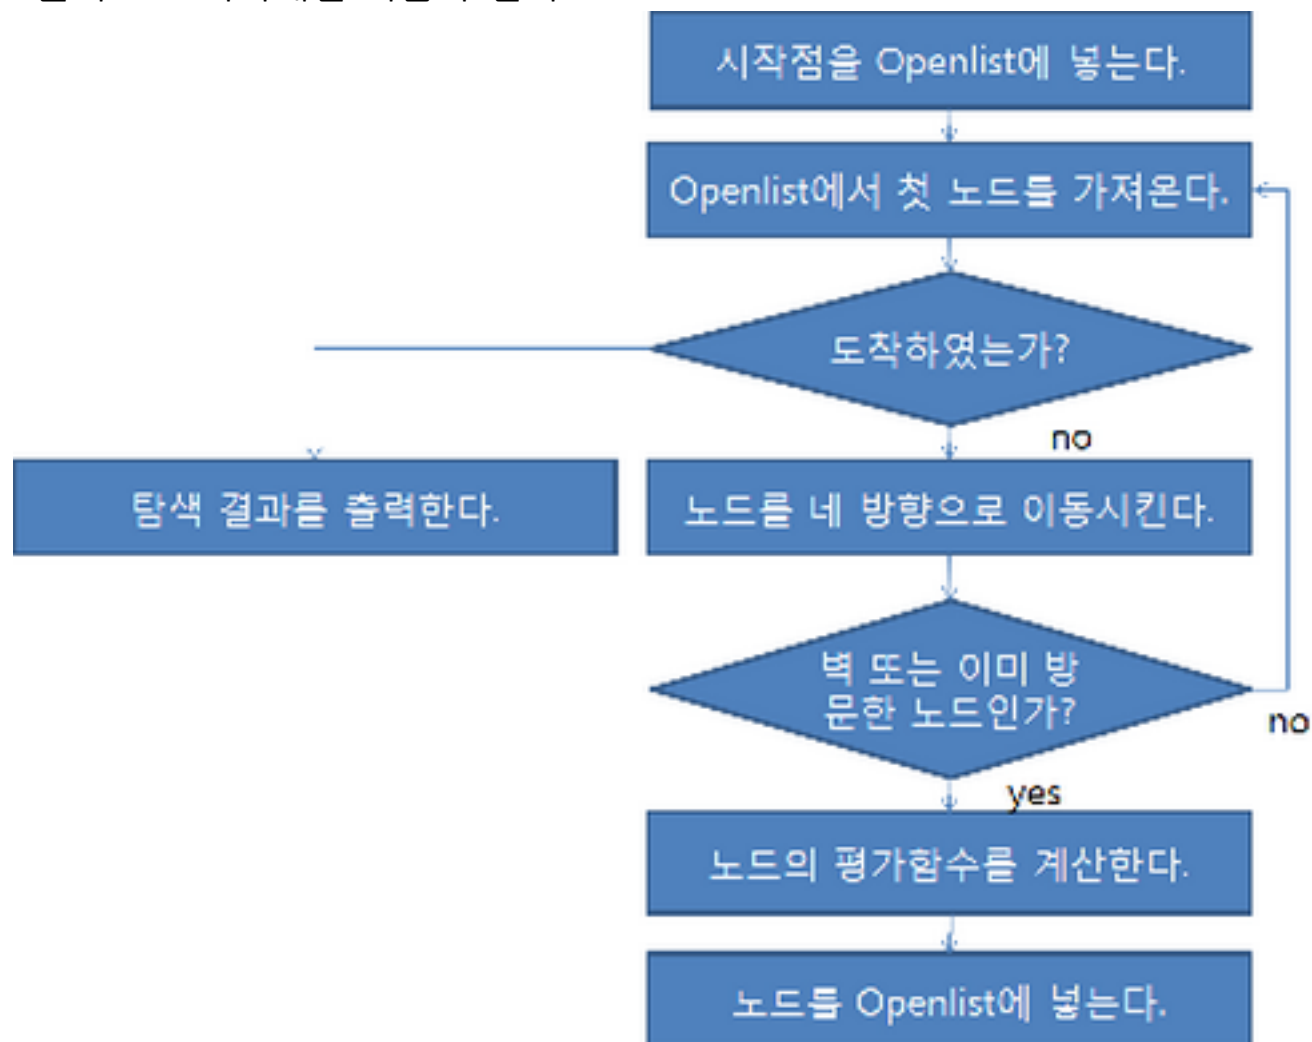 시작점을 Openlist에 넣는다.
Openlist에서 첫 노드를 가져온다.
도착하였는가?
no
탐색 결과를 출력한다.
노드를 네 방향으로 이동시킨다.
벽 또는 이미 방
문한 노드인가?
no
yes
노드의 평가함수를 계산한다.
노드를 Openlist에 넣는다.